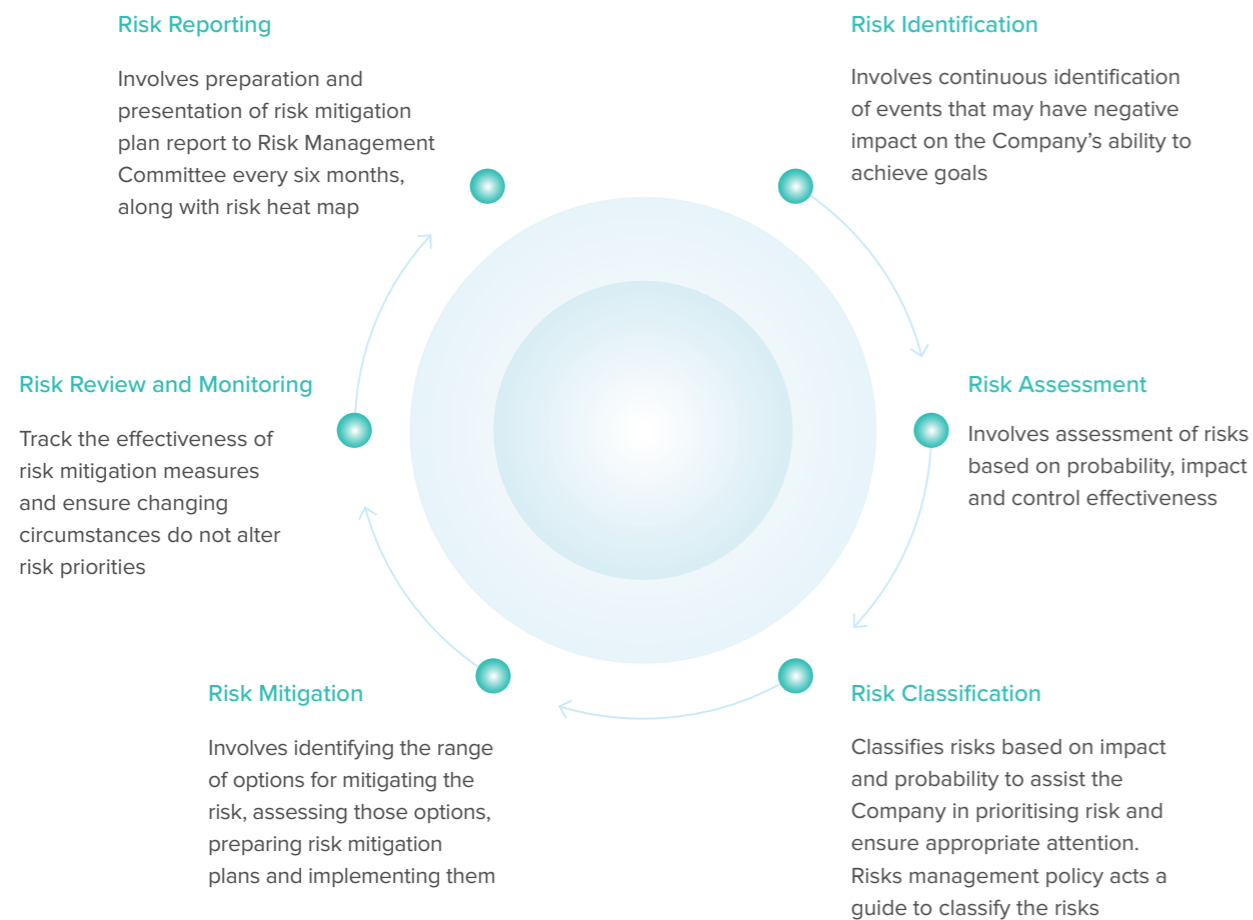 Risk Reporting
Involves preparation and
presentation of risk mitigation
plan report to Risk Management
Committee every six months,
along with risk heat map
Risk Identification
Involves continuous identification
of events that may have negative
impact on the Company's ability to
achieve goals
Risk Review and Monitoring
Track the effectiveness of
risk mitigation measures
and ensure changing
circumstances do not alter
risk priorities
Risk Assessment
Involves assessment of risks
based on probability, impact
and control effectiveness
Risk Mitigation
Involves identifying the range
of options for mitigating the
risk, assessing those options,
preparing risk mitigation
plans and implementing them
Risk Classification
Classifies risks based on impact
and probability to assist the
Company in prioritising risk and
ensure appropriate attention.
Risks management policy acts a
guide to classify the risks